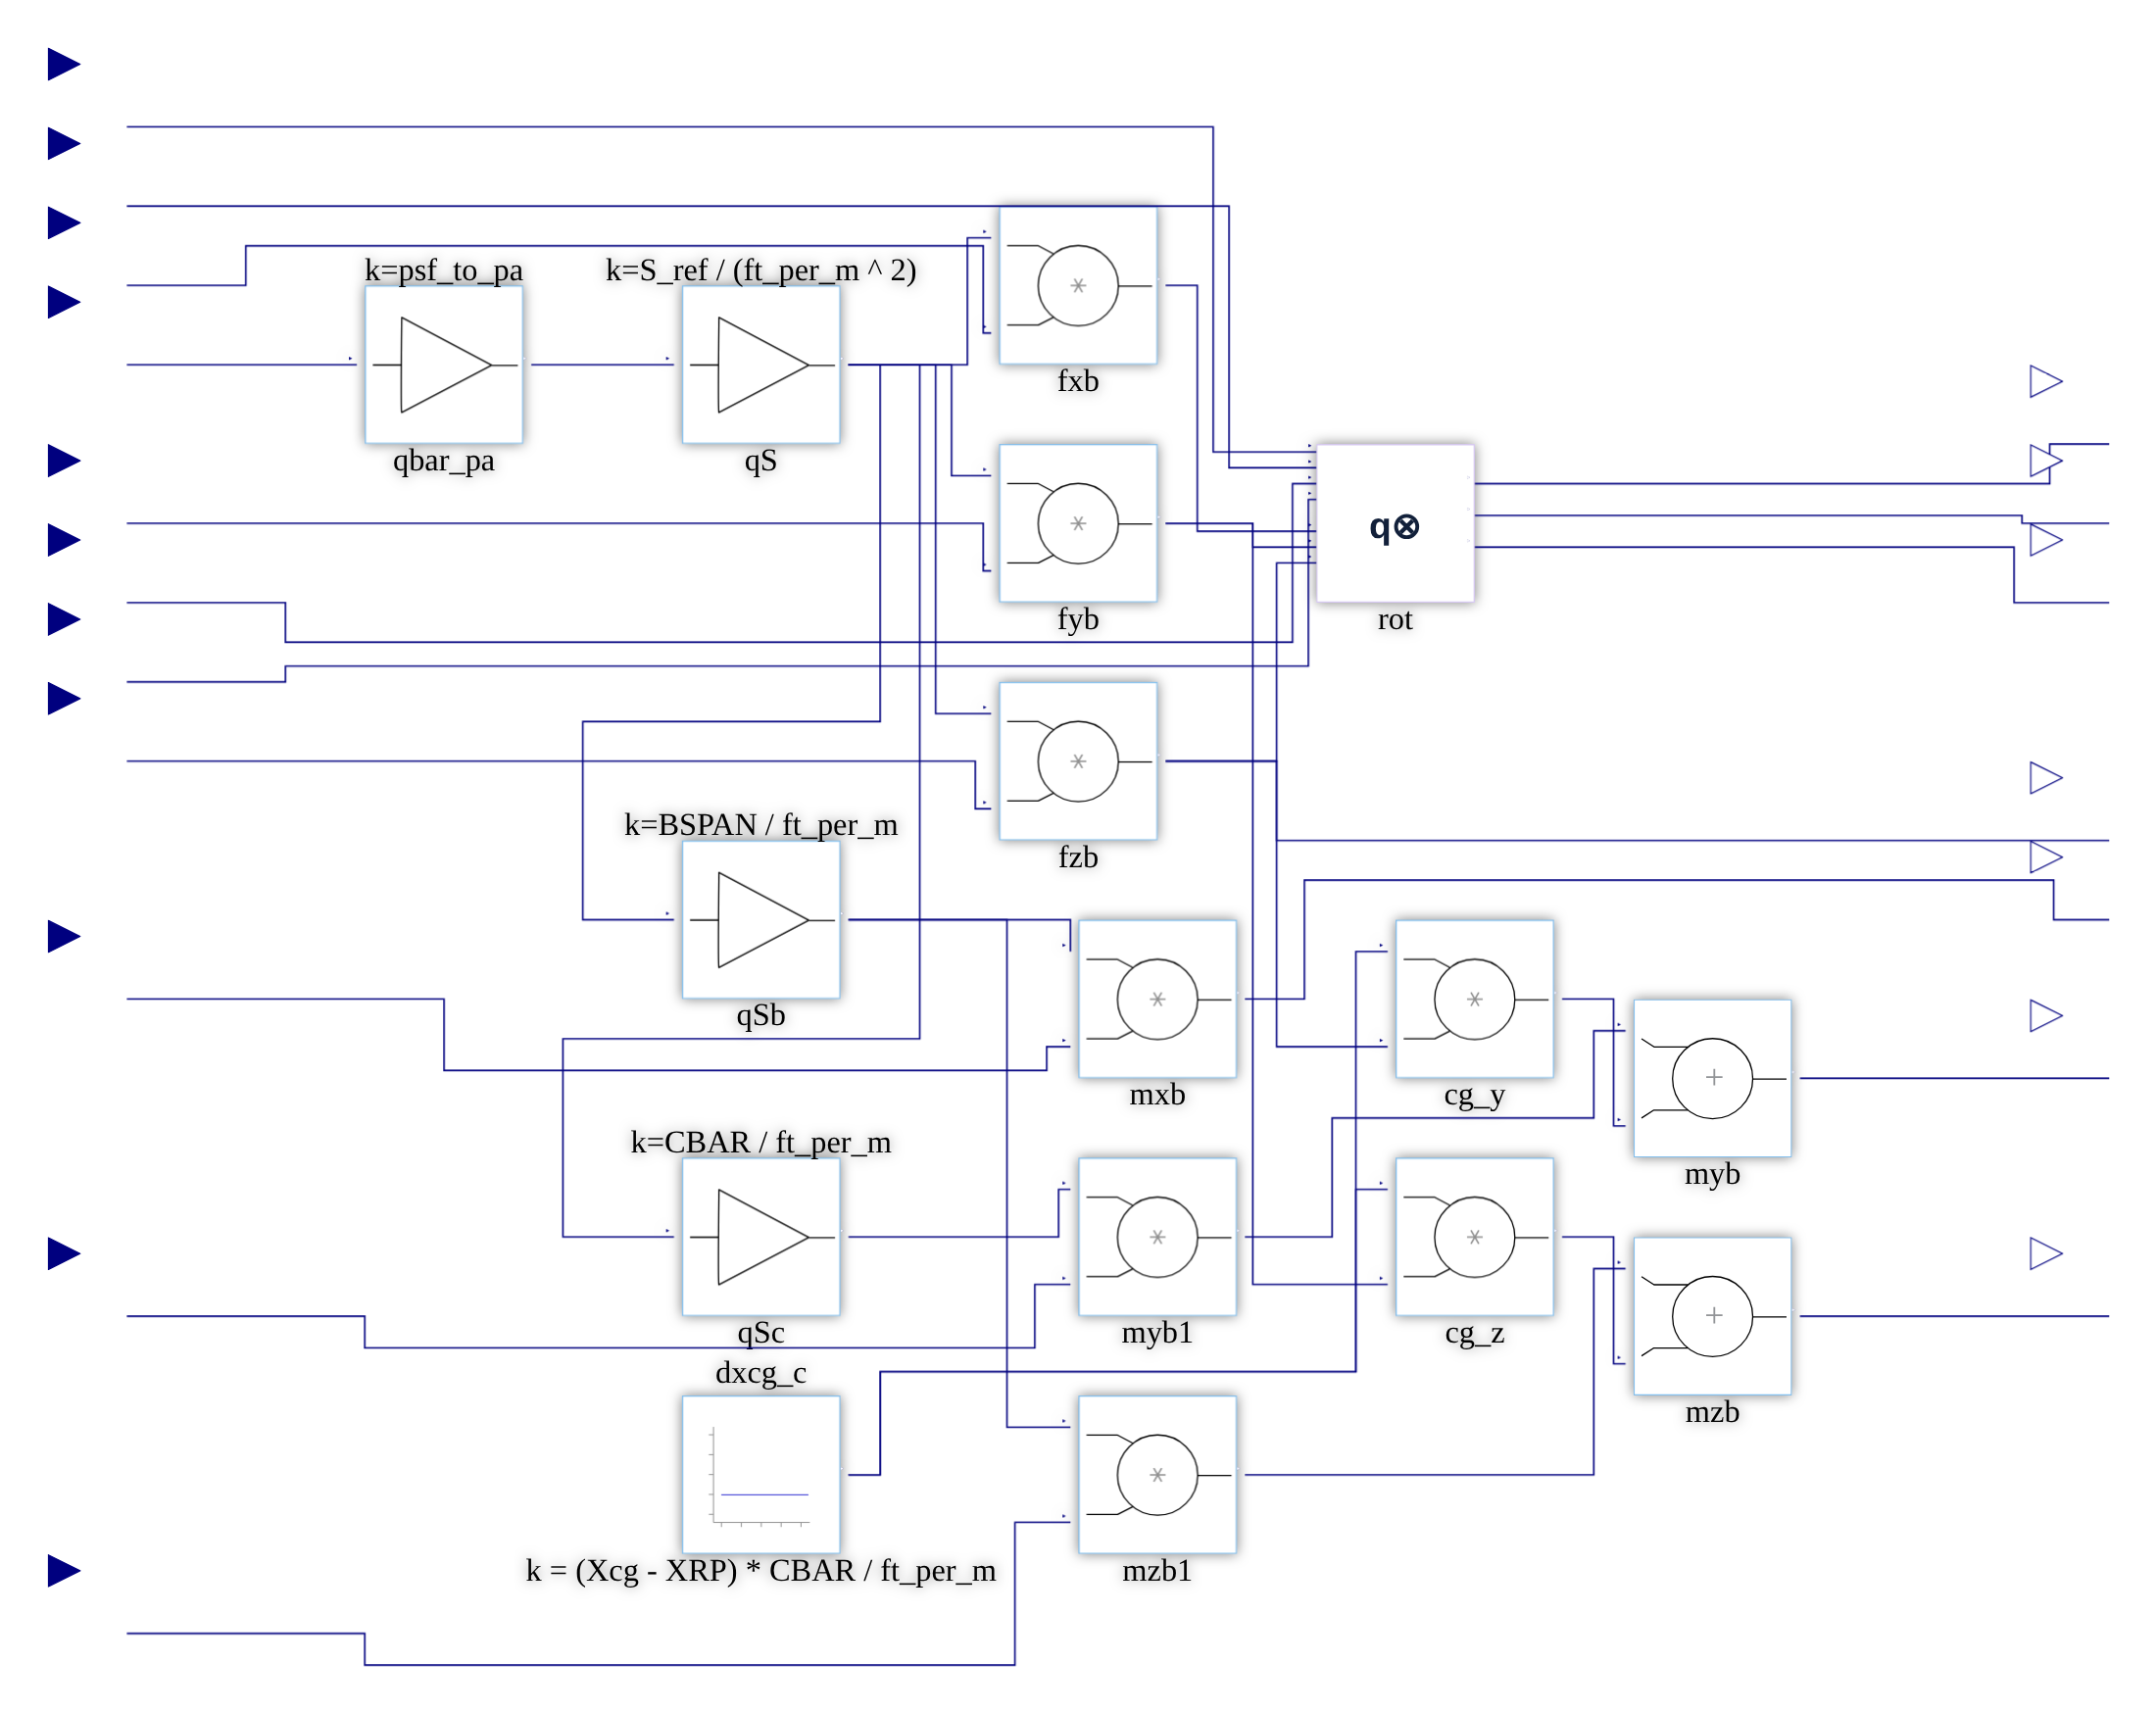 k=psf_to_pa
k=S_ref / (ft_per_m ^ 2)
*
fxb
qbar_pa
qS
*
fyb
q⊗
rot
*
fzb
k=BSPAN / ft_per_m
qSb
*
mxb
*
cg_y
+
myb
k=CBAR / ft_per_m
qSc
*
myb1
*
cg_z
+
mzb
dxcg_c
k = (Xcg - XRP) * CBAR / ft_per_m
*
mzb1